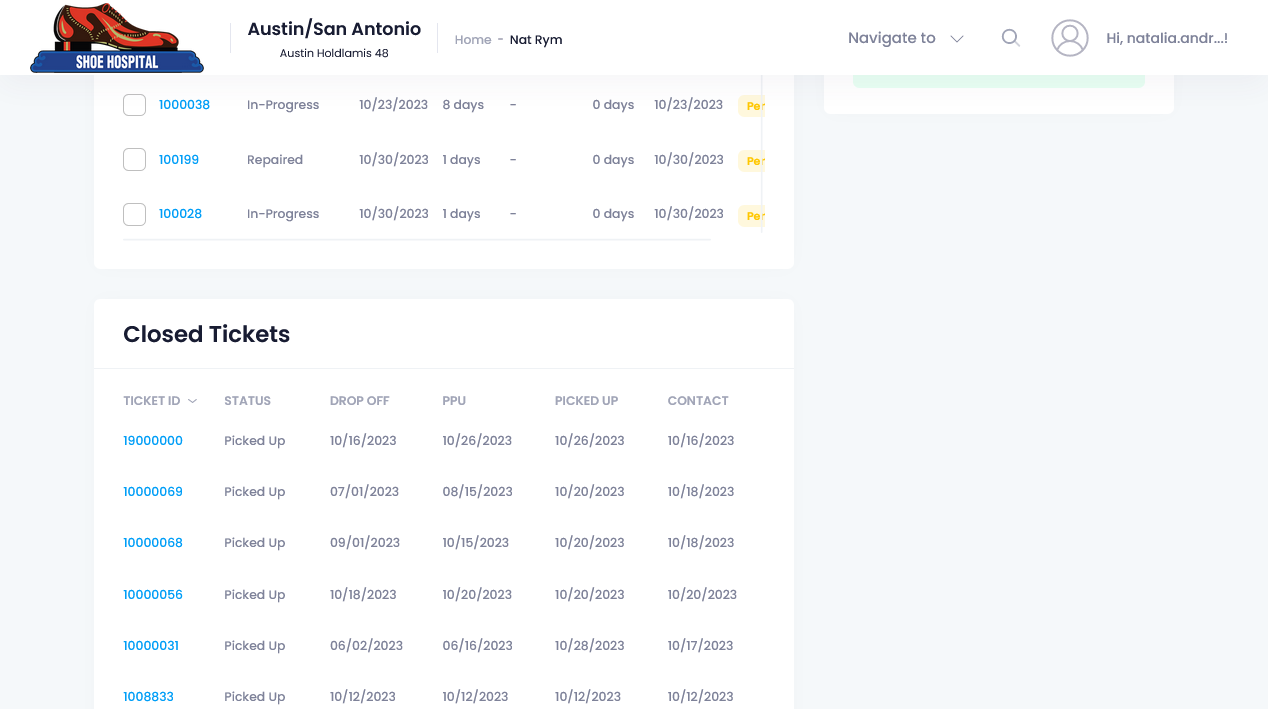 SHOE HOSPITAL
Austin/San Antonio
Austin Holdlamis 48
Home - Nat Rym
Navigate to
Hi, natalia.andr...!
1000038 In-Progress 10/23/2023 8 days - 0 days 10/23/2023 Per
100199 Repaired 10/30/2023 1 days - 0 days 10/30/2023 Per
100028 In-Progress 10/30/2023 1 days - 0 days 10/30/2023 Per
Closed Tickets
TICKET ID STATUS DROP OFF PPU PICKED UP CONTACT
19000000 Picked Up 10/16/2023 10/26/2023 10/26/2023 10/16/2023
10000069 Picked Up 07/01/2023 08/15/2023 10/20/2023 10/18/2023
10000068 Picked Up 09/01/2023 10/15/2023 10/20/2023 10/18/2023
10000056 Picked Up 10/18/2023 10/20/2023 10/20/2023 10/20/2023
10000031 Picked Up 06/02/2023 06/16/2023 10/28/2023 10/17/2023
1008833 Picked Up 10/12/2023 10/12/2023 10/12/2023 10/12/2023